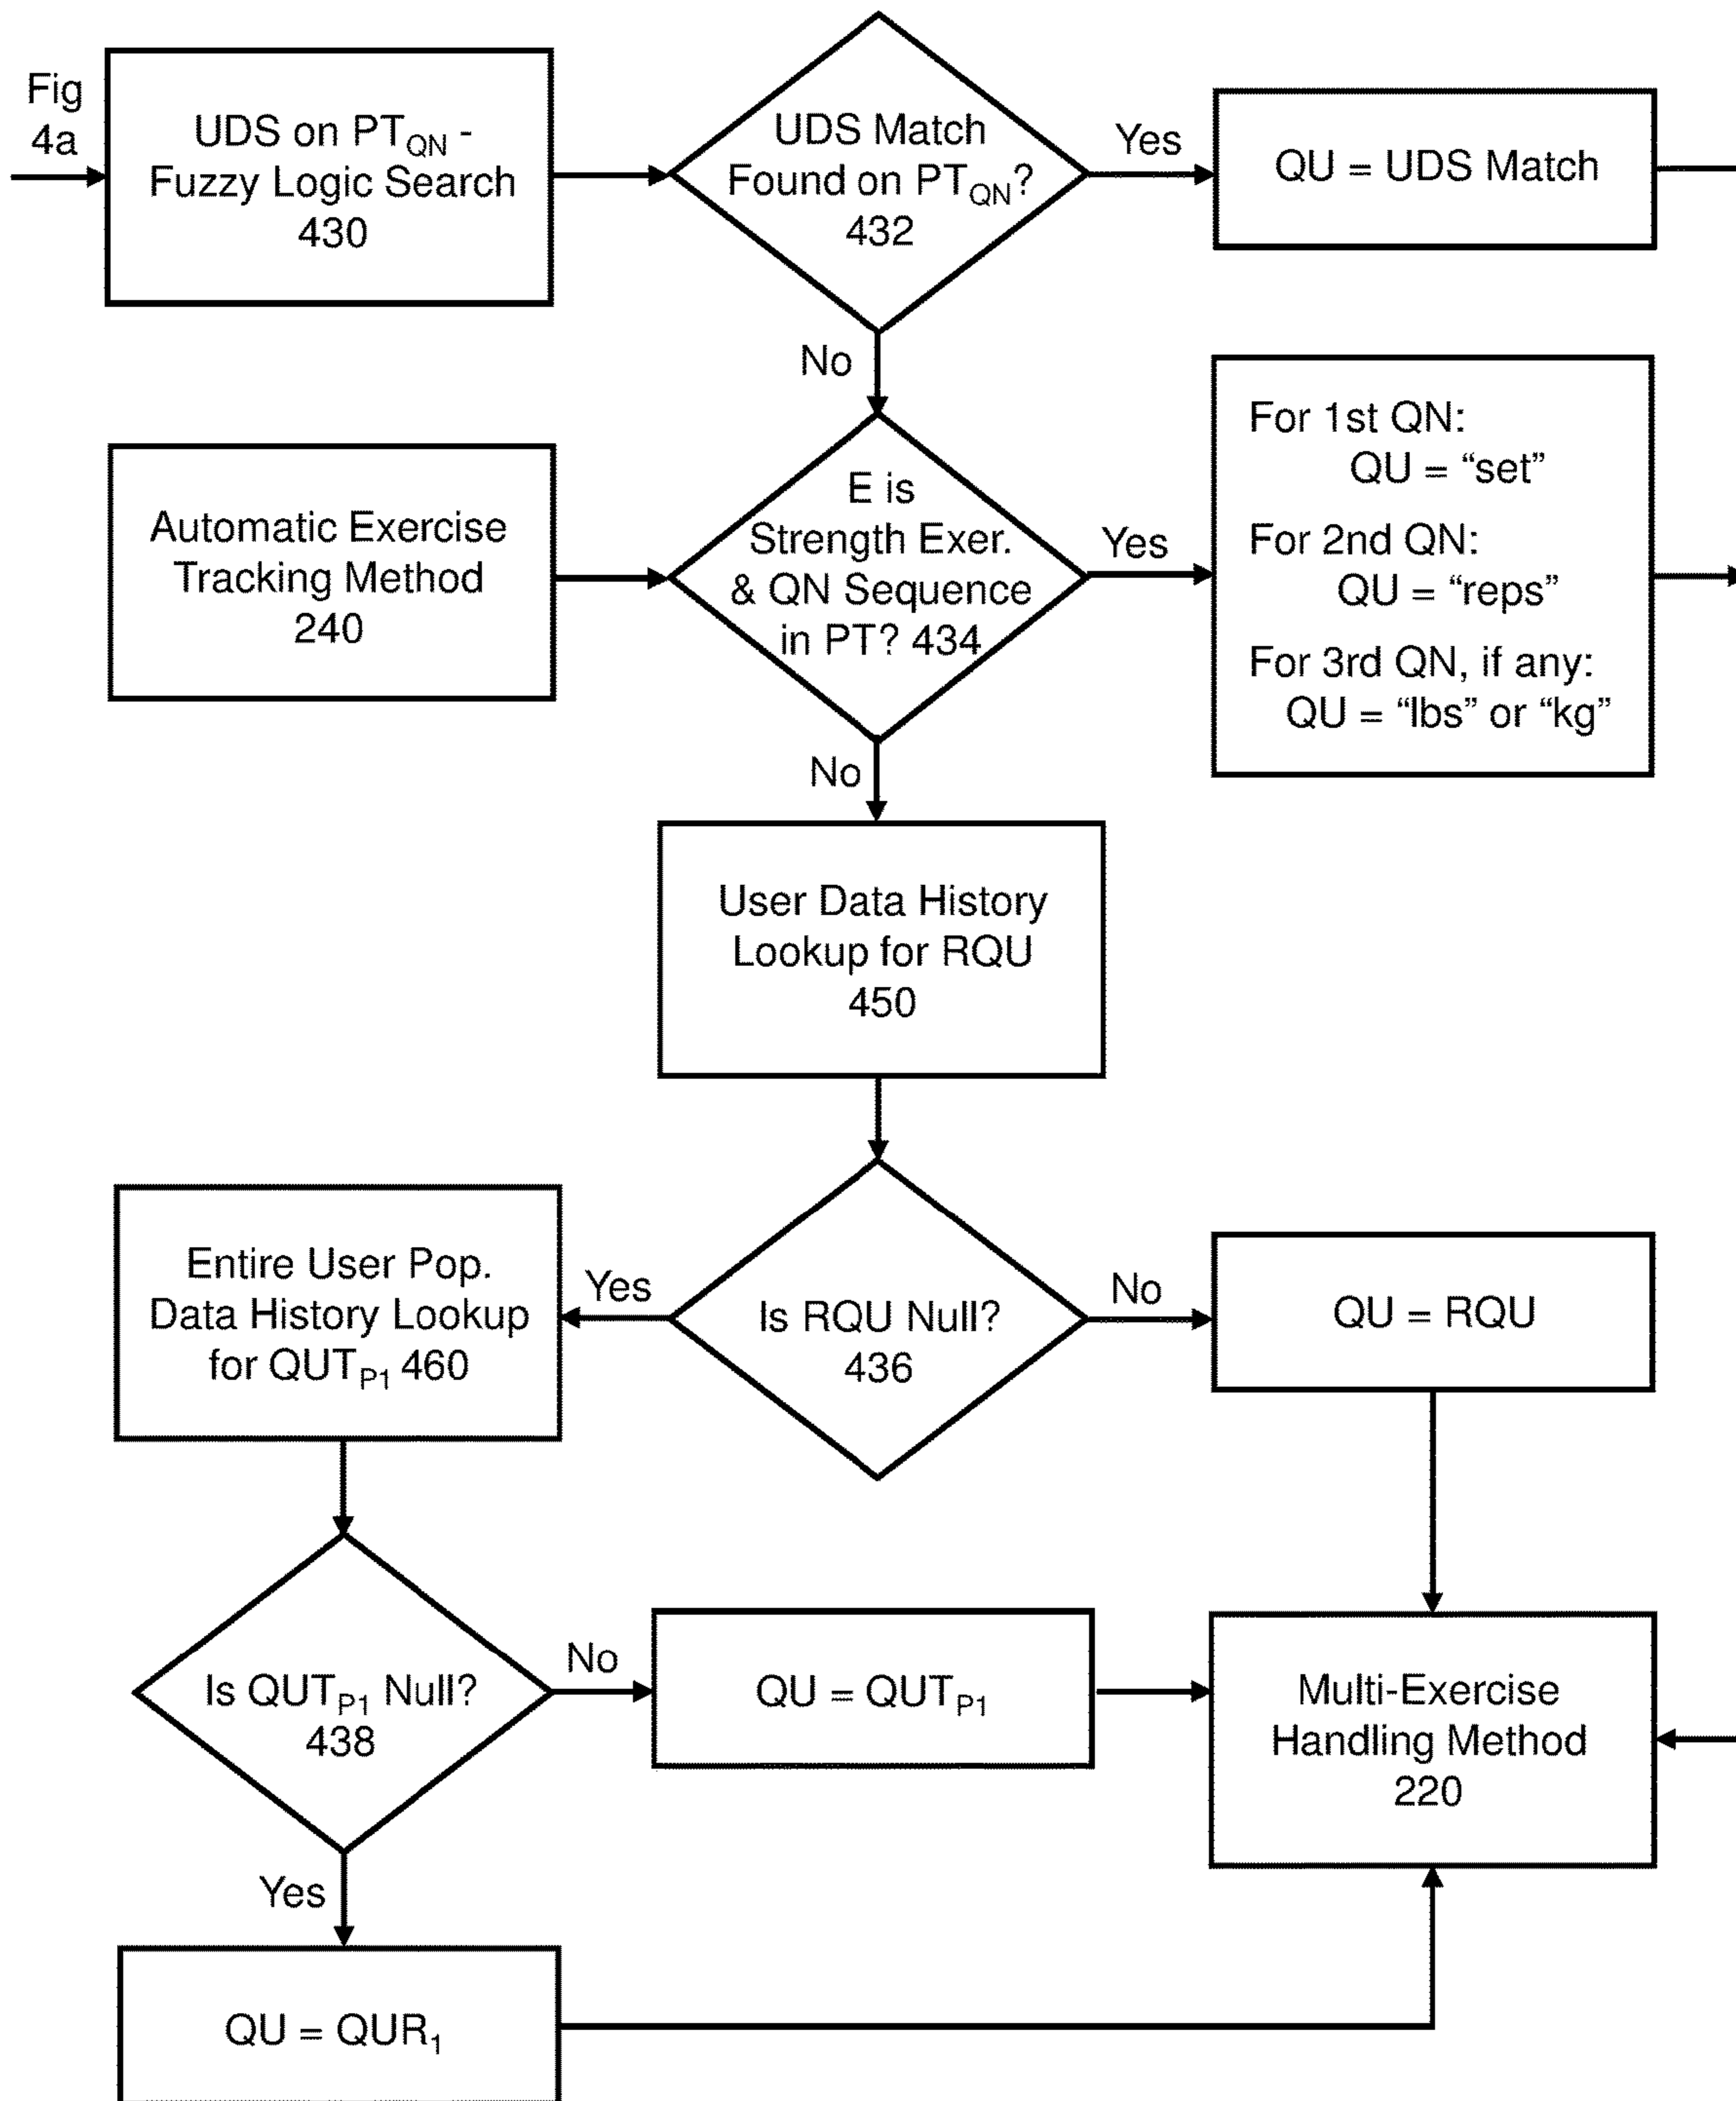 Fig
4a
UDS on PTQN -
Fuzzy Logic Search
430
UDS Match
Found on PTQN?
432
Yes
QU = UDS Match
No
Automatic Exercise
Tracking Method
240
E is
Strength Exer.
& QN Sequence
in PT? 434
Yes
For 1st QN:
QU = “set”
For 2nd QN:
QU = “reps”
For 3rd QN, if any:
QU = “lbs” or “kg”
No
User Data History
Lookup for RQU
450
Entire User Pop.
Data History Lookup
for QUTP1 460
Yes
Is RQU Null?
436
No
QU = RQU
Is QUTP1 Null?
438
No
QU = QUTP1
Multi-Exercise
Handling Method
220
Yes
QU = QUR1